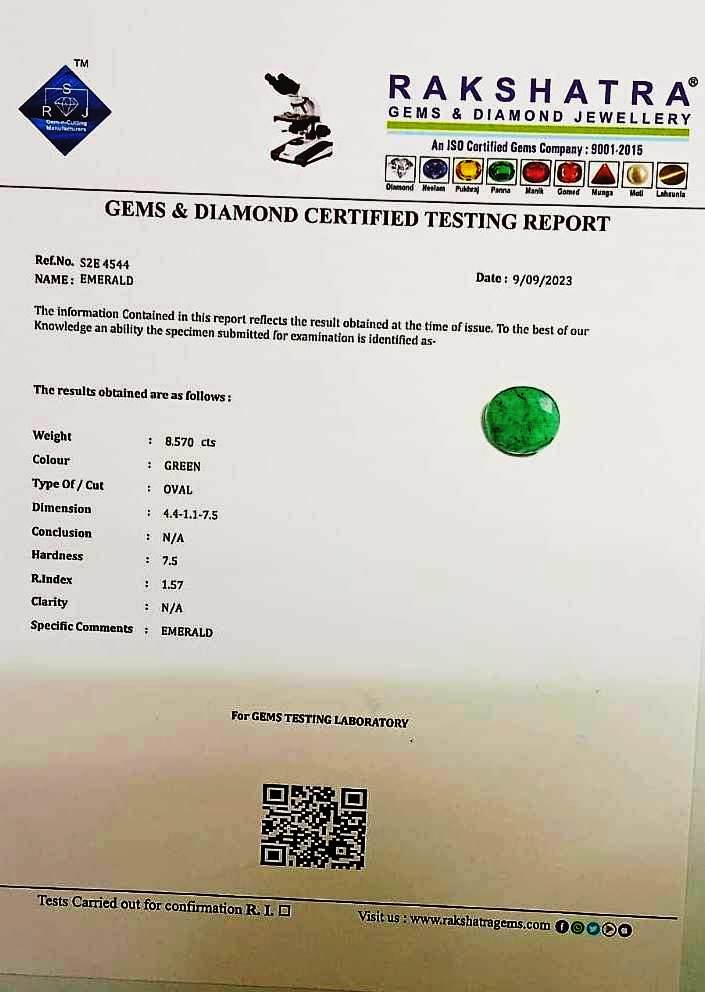 TM
S
R J
Gem-n-Cutting
Manufacturers
RAKSHATRA®
GEMS & DIAMOND JEWELLERY
An ISO Certified Gems Company : 9001-2015
Diamond Neelam Pukhraj Panna Manik Gomed Munga Moti Lahsunia
GEMS & DIAMOND CERTIFIED TESTING REPORT
Ref.No. S2E 4544
NAME : EMERALD
Date : 9/09/2023
The information Contained in this report reflects the result obtained at the time of issue. To the best of our
Knowledge an ability the specimen submitted for examination is identified as-
The results obtained are as follows :
Weight : 8.570 cts
Colour : GREEN
Type Of / Cut : OVAL
Dimension : 4.4-1.1-7.5
Conclusion : N/A
Hardness : 7.5
R.Index : 1.57
Clarity : N/A
Specific Comments : EMERALD
For GEMS TESTING LABORATORY
Tests Carried out for confirmation R. I. ☐
Visit us : www.rakshatragems.com